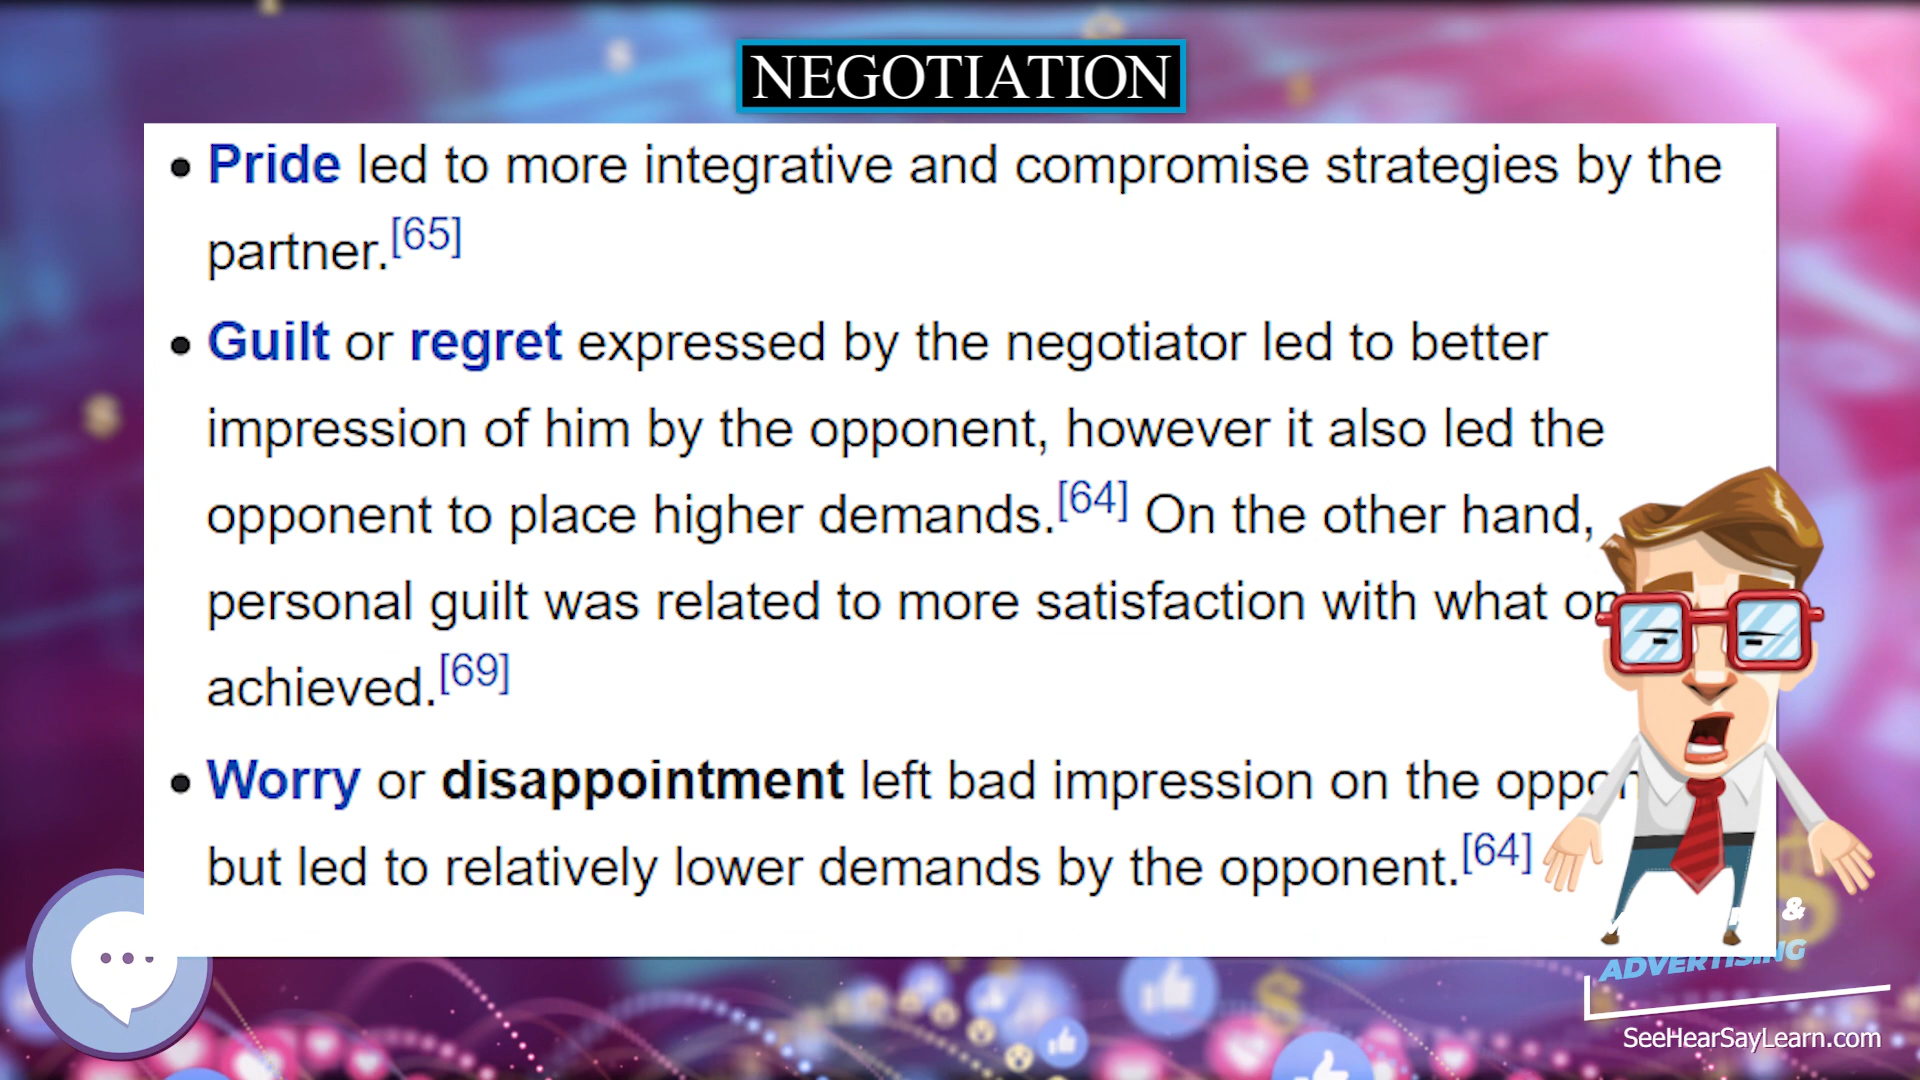 NEGOTIATION
• Pride led to more integrative and compromise strategies by the
partner.[65]
• Guilt or regret expressed by the negotiator led to better
impression of him by the opponent, however it also led the
opponent to place higher demands.[64] On the other hand,
personal guilt was related to more satisfaction with what
achieved.[69]
• Worry or disappointment left bad impression on the
but led to relatively lower demands by the opponent.[64]
&
ADVERTISING
SeeHearSayLearn.com